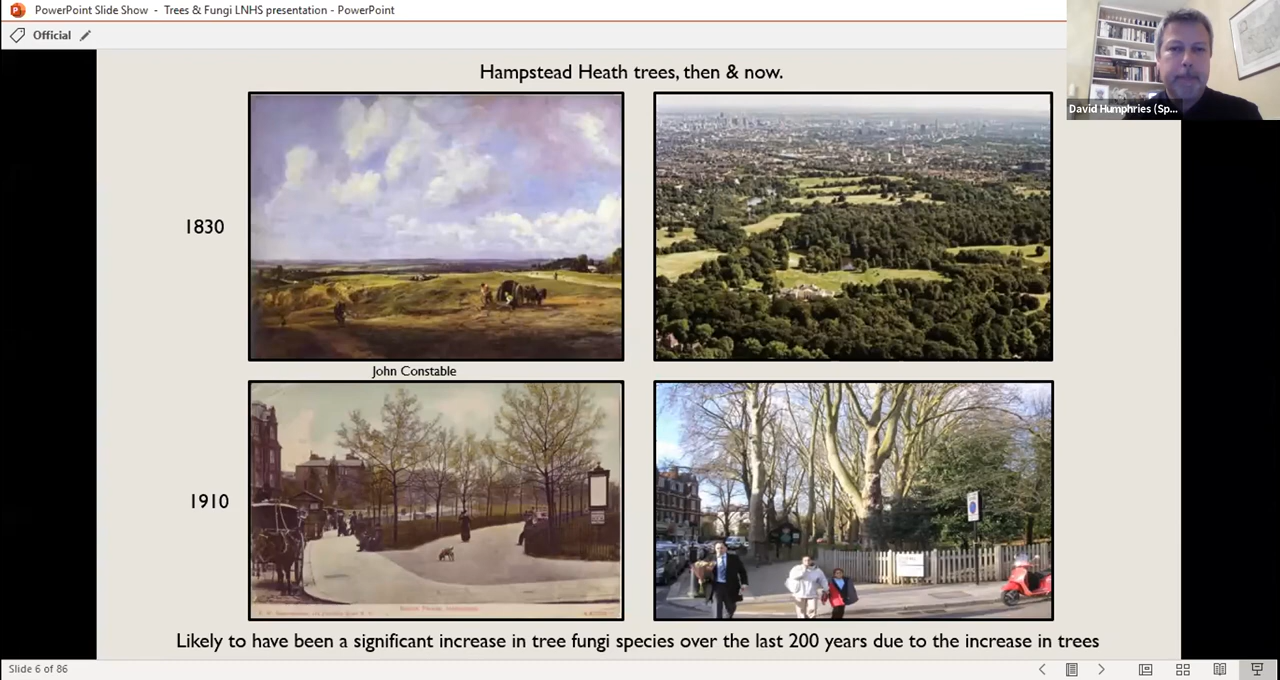 PowerPoint Slide Show - Trees & Fungi LNHS presentation - PowerPoint
Official
David Humphries (Sp...
Hampstead Heath trees, then & now.
1830
John Constable
1910
Likely to have been a significant increase in tree fungi species over the last 200 years due to the increase in trees
Slide 6 of 86